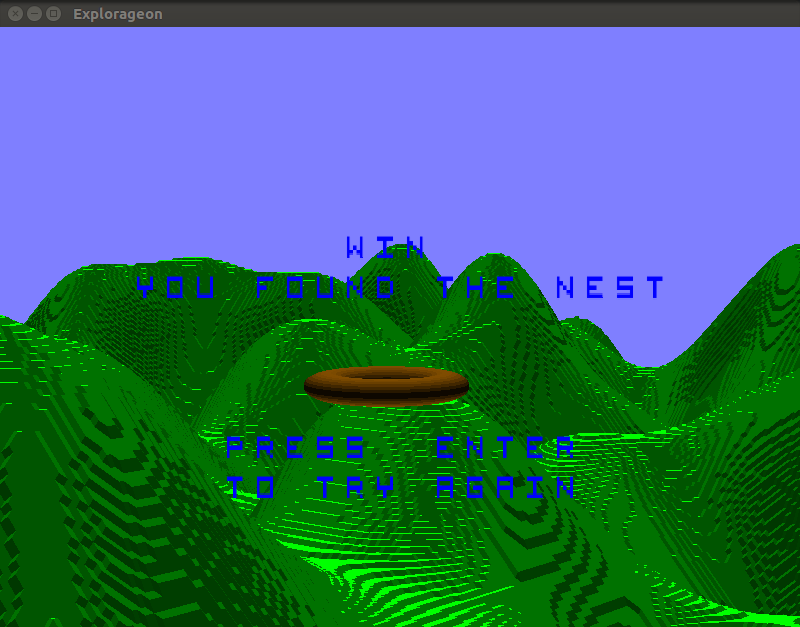 Explorageon
WIN
YOU FOUND THE NEST
PRESS ENTER
TO TRY AGAIN